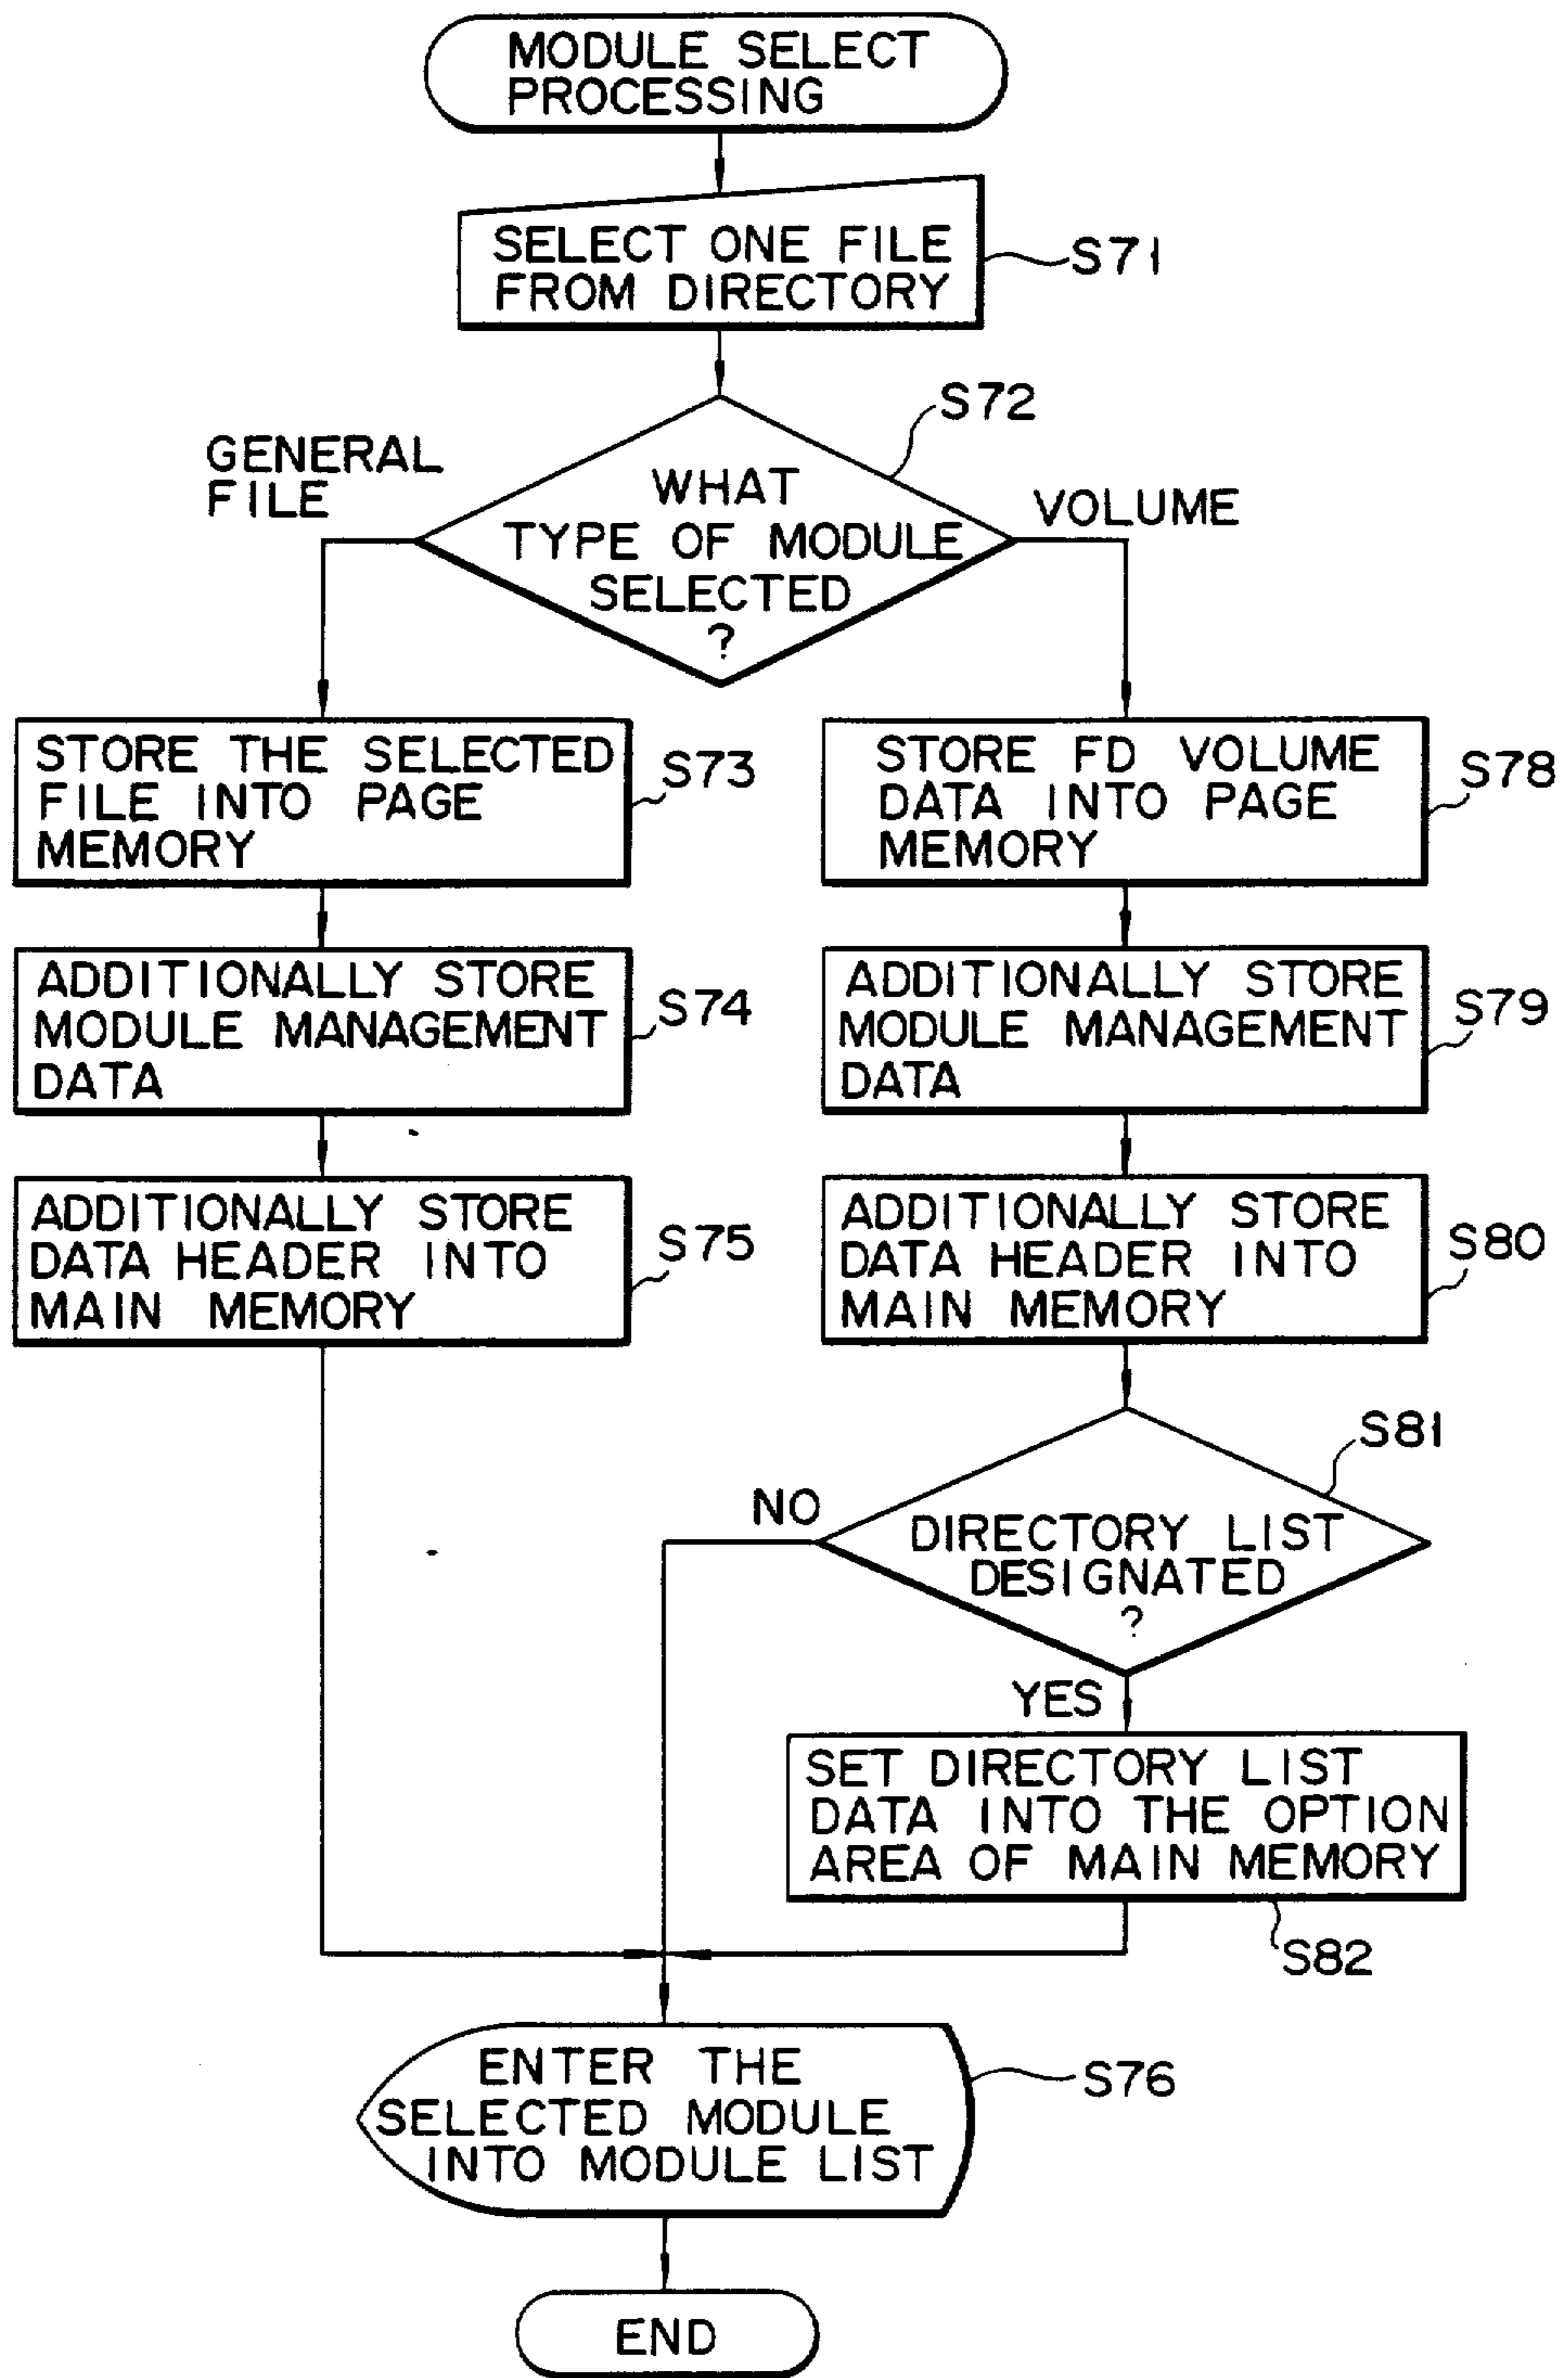 MODULE SELECT
PROCESSING
SELECT ONE FILE
FROM DIRECTORY
S71
S72
GENERAL
FILE
WHAT
TYPE OF MODULE
SELECTED
?
VOLUME
STORE THE SELECTED
FILE INTO PAGE
MEMORY
S73
STORE FD VOLUME
DATA INTO PAGE
MEMORY
S78
ADDITIONALLY STORE
MODULE MANAGEMENT
DATA
S74
ADDITIONALLY STORE
MODULE MANAGEMENT
DATA
S79
ADDITIONALLY STORE
DATA HEADER INTO
MAIN MEMORY
S75
ADDITIONALLY STORE
DATA HEADER INTO
MAIN MEMORY
S80
S81
NO
DIRECTORY LIST
DESIGNATED
?
YES
SET DIRECTORY LIST
DATA INTO THE OPTION
AREA OF MAIN MEMORY
S82
ENTER THE
SELECTED MODULE
INTO MODULE LIST
S76
END